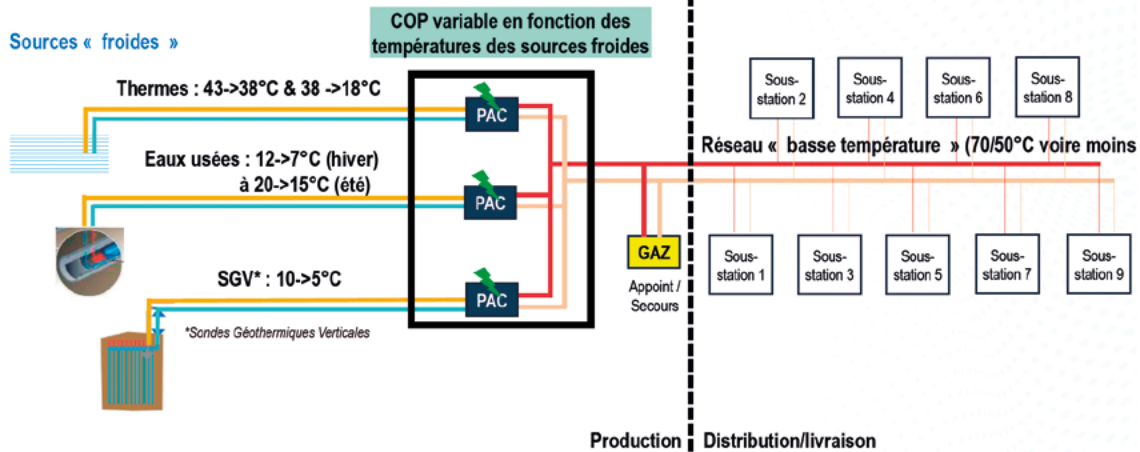 COP variable en fonction des
températures des sources froides
Sources « froides »
Thermes : 43->38°C & 38 ->18°C
PAC
Eaux usées : 12->7°C (hiver)
à 20->15°C (été)
PAC
SGV* : 10->5°C
PAC
*Sondes Géothermiques Verticales
GAZ
Appoint /
Secours
Sous-
station 2
Sous-
station 4
Sous-
station 6
Sous-
station 8
Réseau « basse température » (70/50°C voire moins
Sous-
station 1
Sous-
station 3
Sous-
station 5
Sous-
station 7
Sous-
station 9
Production
Distribution/livraison